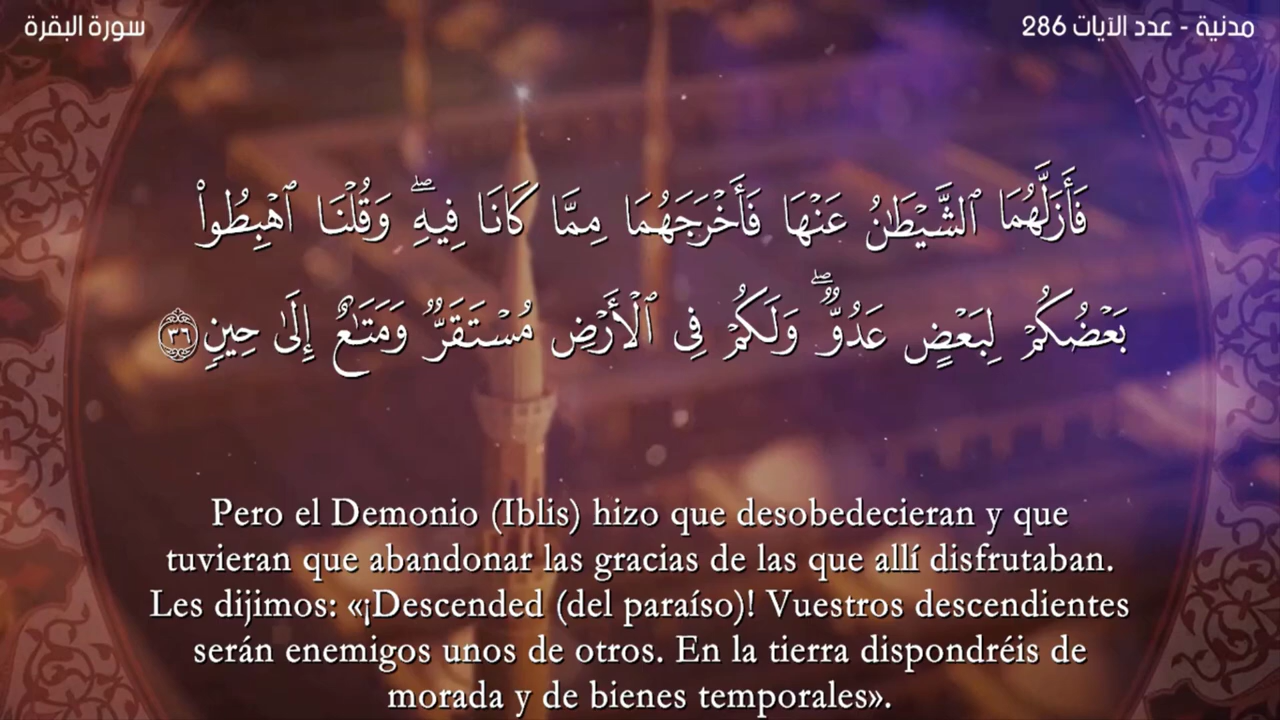 سورة البقرة
مدنية - عدد الآيات 286
فَأَزَلَّهُمَا ٱلشَّيْطَٰنُ عَنْهَا فَأَخْرَجَهُمَا مِمَّا كَانَا فِيهِۖ وَقُلْنَا ٱهْبِطُوا۟
بَعْضُكُمْ لِبَعْضٍ عَدُوࣱّۖ وَلَكُمْ فِى ٱلْأَرْضِ مُسْتَقَرࣱّ وَمَتَٰعٌ إِلَىٰ حِينٍ ٣٦
Pero el Demonio (Iblis) hizo que desobedecieran y que
tuvieran que abandonar las gracias de las que allí disfrutaban.
Les dijimos: «¡Descended (del paraíso)! Vuestros descendientes
serán enemigos unos de otros. En la tierra dispondréis de
morada y de bienes temporales».